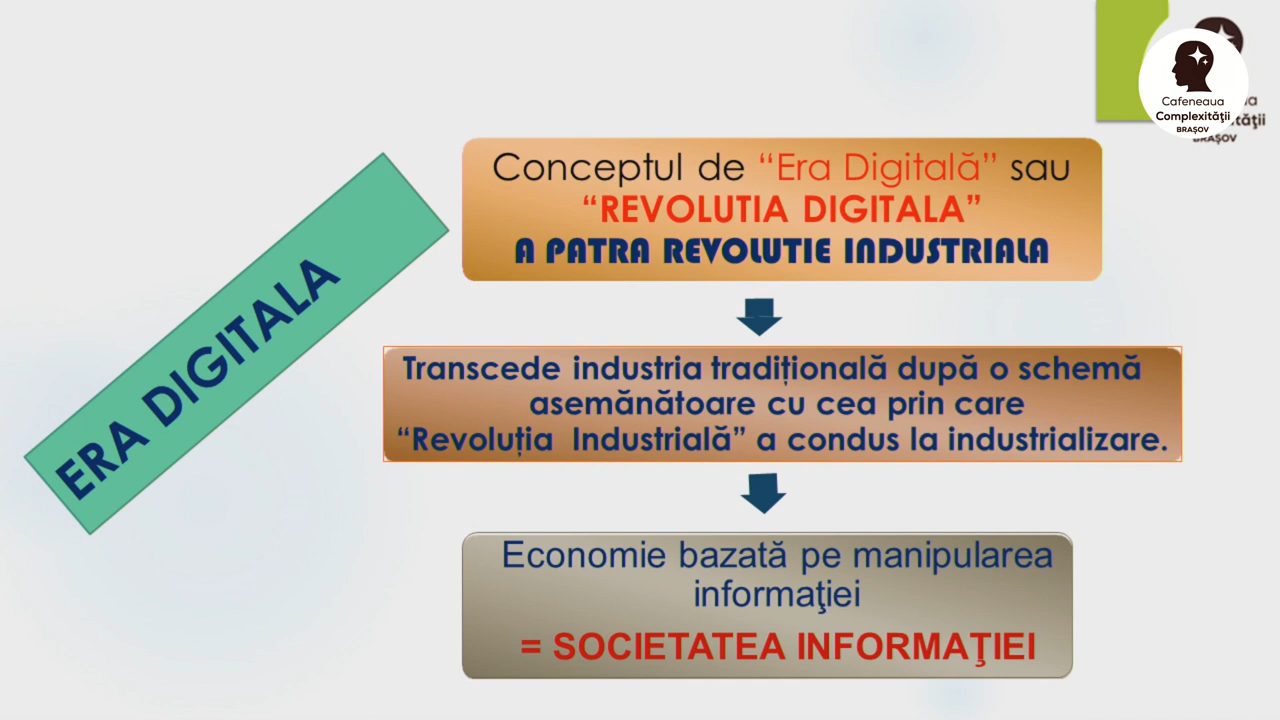 Cafeneaua
Complexităţii
BRAȘOV
Conceptul de “Era Digitală” sau
“REVOLUTIA DIGITALA”
A PATRA REVOLUTIE INDUSTRIALA
ERA DIGITALA
Transcede industria tradițională după o schemă
asemănătoare cu cea prin care
“Revoluția Industrială” a condus la industrializare.
Economie bazată pe manipularea
informaţiei
= SOCIETATEA INFORMAŢIEI